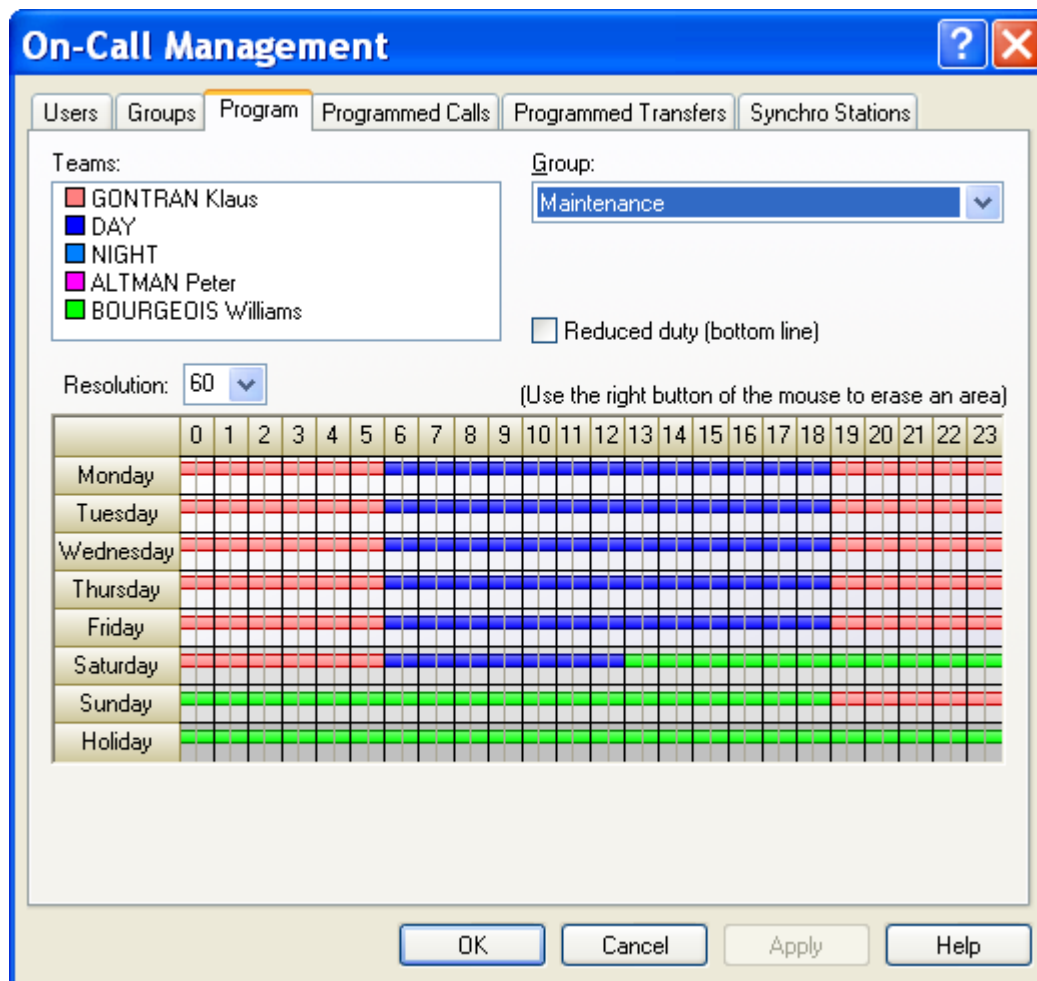 On-Call Management
Users Groups Program Programmed Calls Programmed Transfers Synchro Stations
Teams: Group:
GONTRAN Klaus
Maintenance
DAY
NIGHT
ALTMAN Peter
BOURGEOIS Williams
Reduced duty (bottom line)
Resolution: 60
(Use the right button of the mouse to erase an area)
0 1 2 3 4 5 6 7 8 9 10 11 12 13 14 15 16 17 18 19 20 21 22 23
Monday
Tuesday
Wednesday
Thursday
Friday
Saturday
Sunday
Holiday
OK Cancel Apply Help